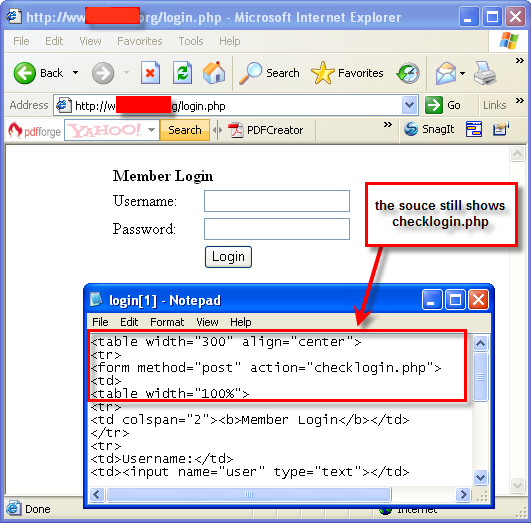 http://ww org/login.php - Microsoft Internet Explorer
File Edit View Favorites Tools Help
Back Search Favorites
Address http://w g/login.php Go Links
pdfforge YAHOO! Search PDFCreator SnagIt
Member Login
Username:
Password:
Login
the souce still shows
checklogin.php
login[1] - Notepad
File Edit Format View Help
<table width="300" align="center">
<tr>
<form method="post" action="checklogin.php">
<td>
<table width="100%">
<tr>
<td colspan="2"><b>Member Login</b></td>
</tr>
<tr>
<td>Username:</td>
<td><input name="user" type="text"></td>
Done Internet